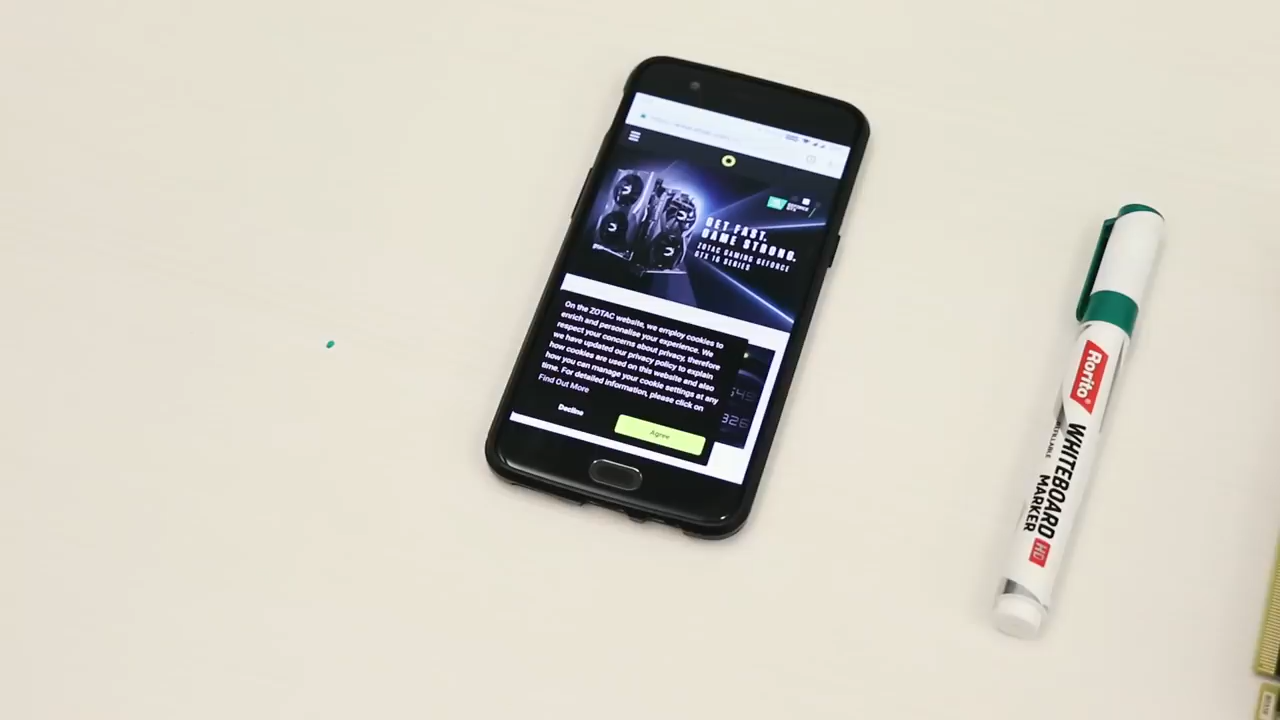 GET FAST.
GAME STRONG.
ZOTAC GAMING GEFORCE
GTX 16 SERIES
On the ZOTAC website, we employ cookies to
enrich and personalise your experience. We
respect your concerns about privacy, therefore
we have updated our privacy policy to explain
how cookies are used on this website and also
how you can manage your cookie settings at any
time. For detailed information, please click on
Find Out More
Decline
Agree
Rorito
WHITEBOARD
MARKER
HD